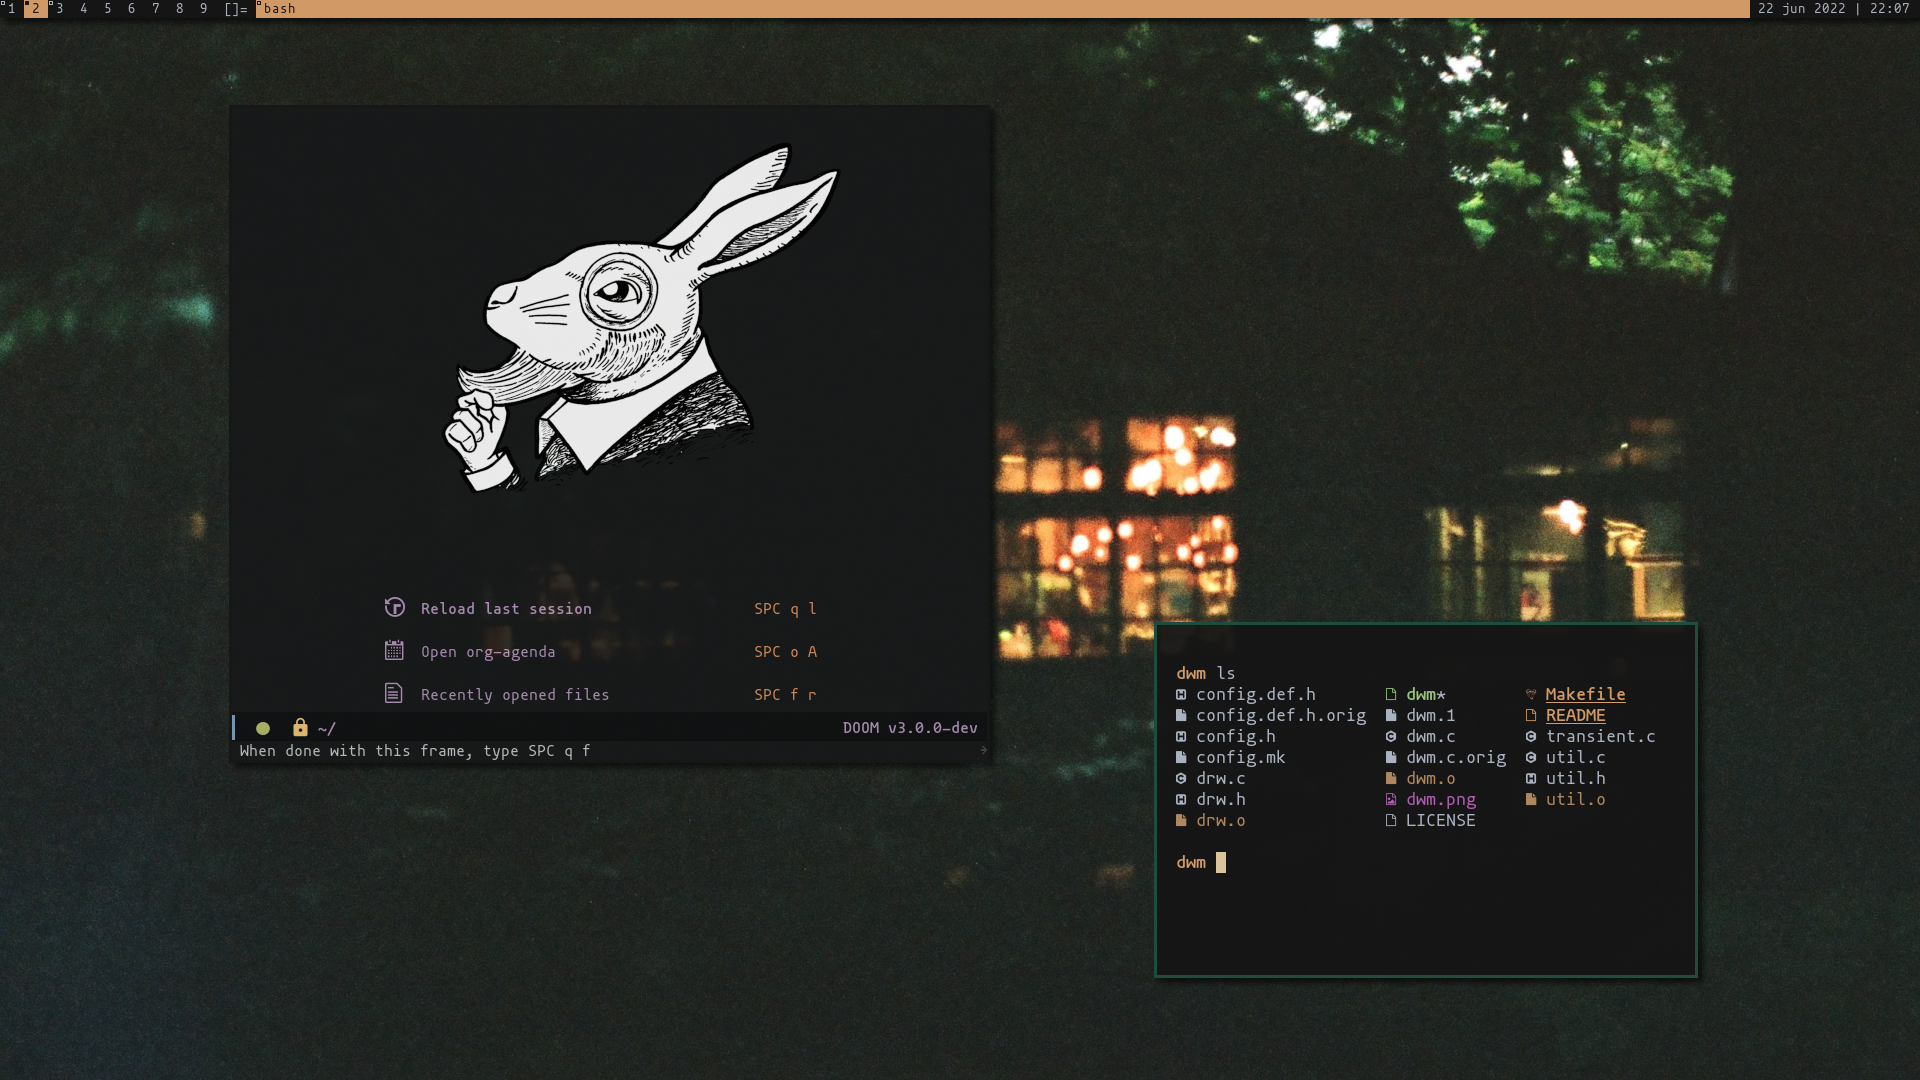 1 2 3 4 5 6 7 8 9 []= bash 22 jun 2022 | 22:07
Reload last session SPC q l
Open org-agenda SPC o A
Recently opened files SPC f r
~/ DOOM v3.0.0-dev
When done with this frame, type SPC q f
dwm ls
config.def.h dwm* Makefile
config.def.h.orig dwm.1 README
config.h dwm.c transient.c
config.mk dwm.c.orig util.c
drw.c dwm.o util.h
drw.h dwm.png util.o
drw.o LICENSE
dwm